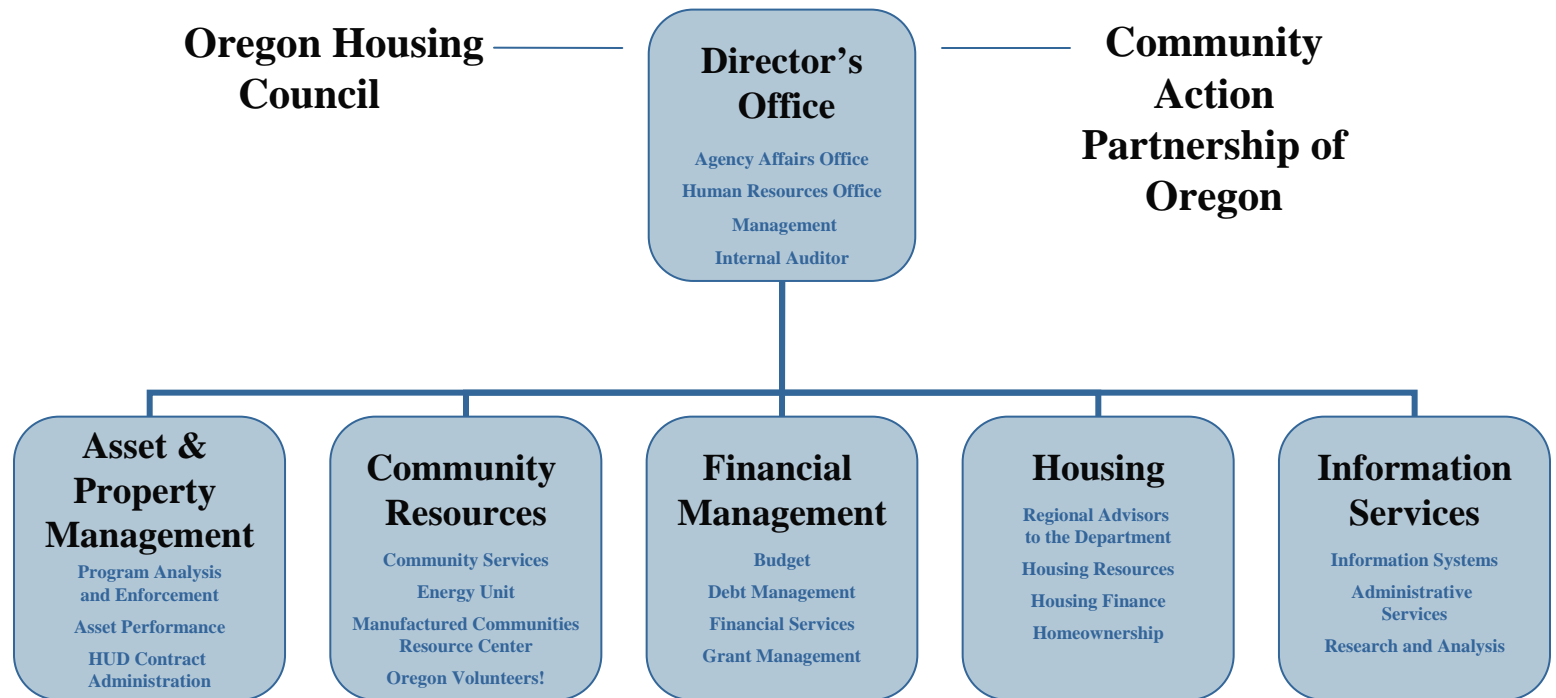 Oregon Housing
Council
Director's
Office
Agency Affairs Office
Human Resources Office
Management
Internal Auditor
Community
Action
Partnership of
Oregon
Asset &
Property
Management
Program Analysis
and Enforcement
Asset Performance
HUD Contract
Administration
Community
Resources
Community Services
Energy Unit
Manufactured Communities
Resource Center
Oregon Volunteers!
Financial
Management
Budget
Debt Management
Financial Services
Grant Management
Housing
Regional Advisors
to the Department
Housing Resources
Housing Finance
Homeownership
Information
Services
Information Systems
Administrative
Services
Research and Analysis